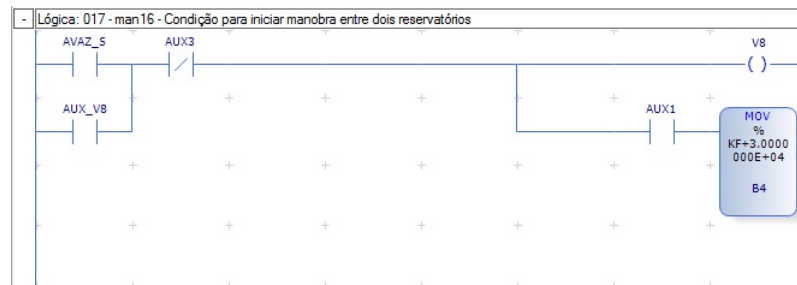 - Lógica: 017 - man16 - Condição para iniciar manobra entre dois reservatórios
AVAZ_5 AUX3 V8
AUX_V8 AUX1
MOV
%
KF+3.0000
000E+04
B4